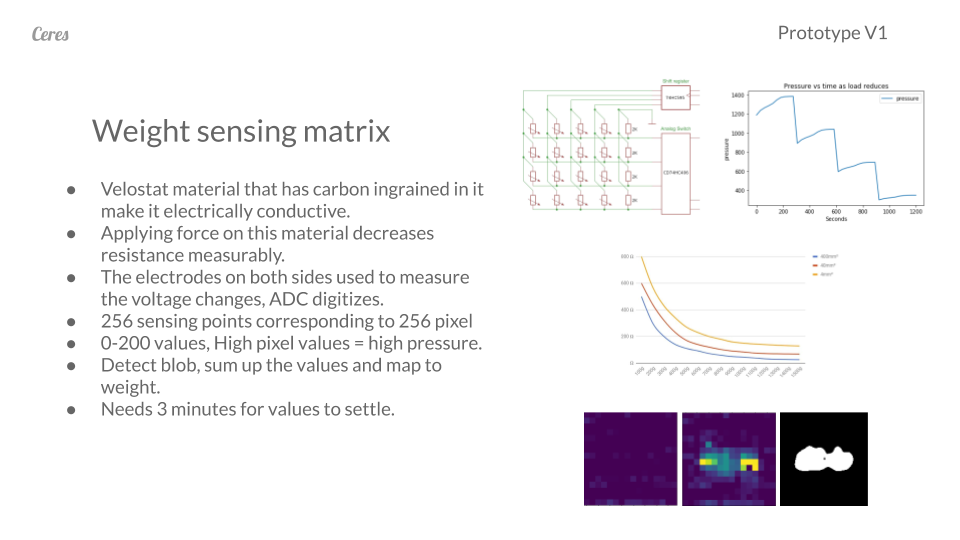 Ceres
Prototype V1
Weight sensing matrix
● Velostat material that has carbon ingrained in it
make it electrically conductive.
● Applying force on this material decreases
resistance measurably.
● The electrodes on both sides used to measure
the voltage changes, ADC digitizes.
● 256 sensing points corresponding to 256 pixel
● 0-200 values, High pixel values = high pressure.
● Detect blob, sum up the values and map to
weight.
● Needs 3 minutes for values to settle.
Shift register
Analog Switch
Pressure vs time as load reduces
pressure
pressure
1400
1200
1000
800
600
400
0 200 400 600 800 1000 1200
Seconds
800 Ω
600 Ω
400 Ω
200 Ω